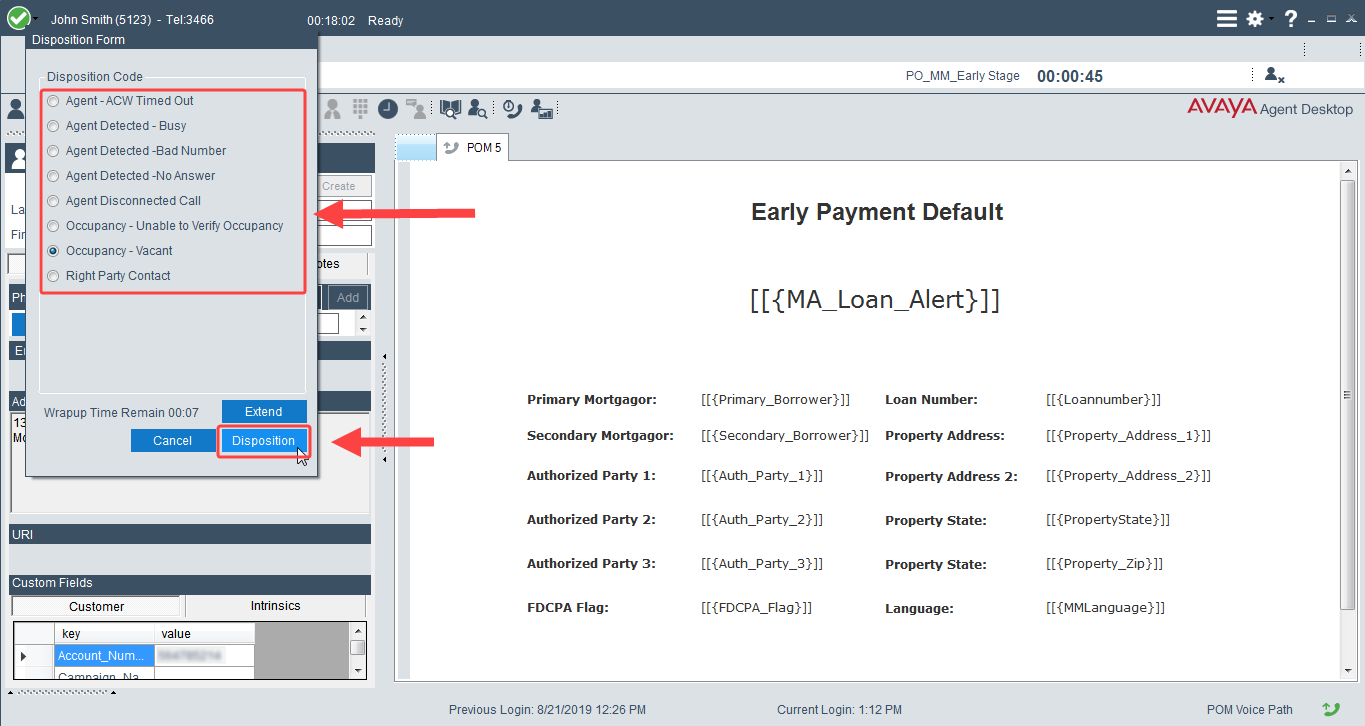 John Smith (5123) - Tel:3466
00:18:02
Ready
?
Disposition Form
PO_MM_Early Stage
00:00:45
Disposition Code
Agent - ACW Timed Out
Agent Detected - Busy
Agent Detected -Bad Number
Agent Detected -No Answer
Agent Disconnected Call
Occupancy - Unable to Verify Occupancy
Occupancy - Vacant
Right Party Contact
Wrapup Time Remain 00:07
Extend
Cancel
Disposition
AVAYA Agent Desktop
POM 5
Create
La
Fir
otes
Ph
Add
Ad
13
Mo
URI
Custom Fields
Customer
Intrinsics
key
value
Account_Num...
Campaign_Na
Early Payment Default
[[{MA_Loan_Alert}]]
Primary Mortgagor: [[{Primary_Borrower}]] Loan Number: [[{Loannumber}]]
Secondary Mortgagor: [[{Secondary_Borrower}]] Property Address: [[{Property_Address_1}]]
Authorized Party 1: [[{Auth_Party_1}]] Property Address 2: [[{Property_Address_2}]]
Authorized Party 2: [[{Auth_Party_2}]] Property State: [[{PropertyState}]]
Authorized Party 3: [[{Auth_Party_3}]] Property State: [[{Property_Zip}]]
FDCPA Flag: [[{FDCPA_Flag}]] Language: [[{MMLanguage}]]
Previous Login: 8/21/2019 12:26 PM
Current Login: 1:12 PM
POM Voice Path